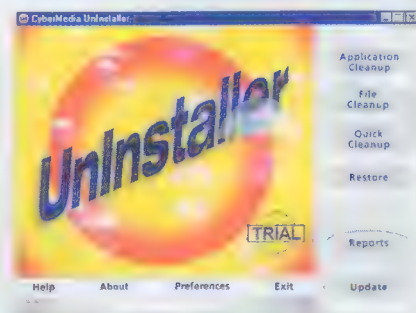 CyberMedia UnInstaller
Application
Cleanup
File
Cleanup
Quick
Cleanup
Restore
UnInstaller
TRIAL
Reports
Help About Preferences Exit Update